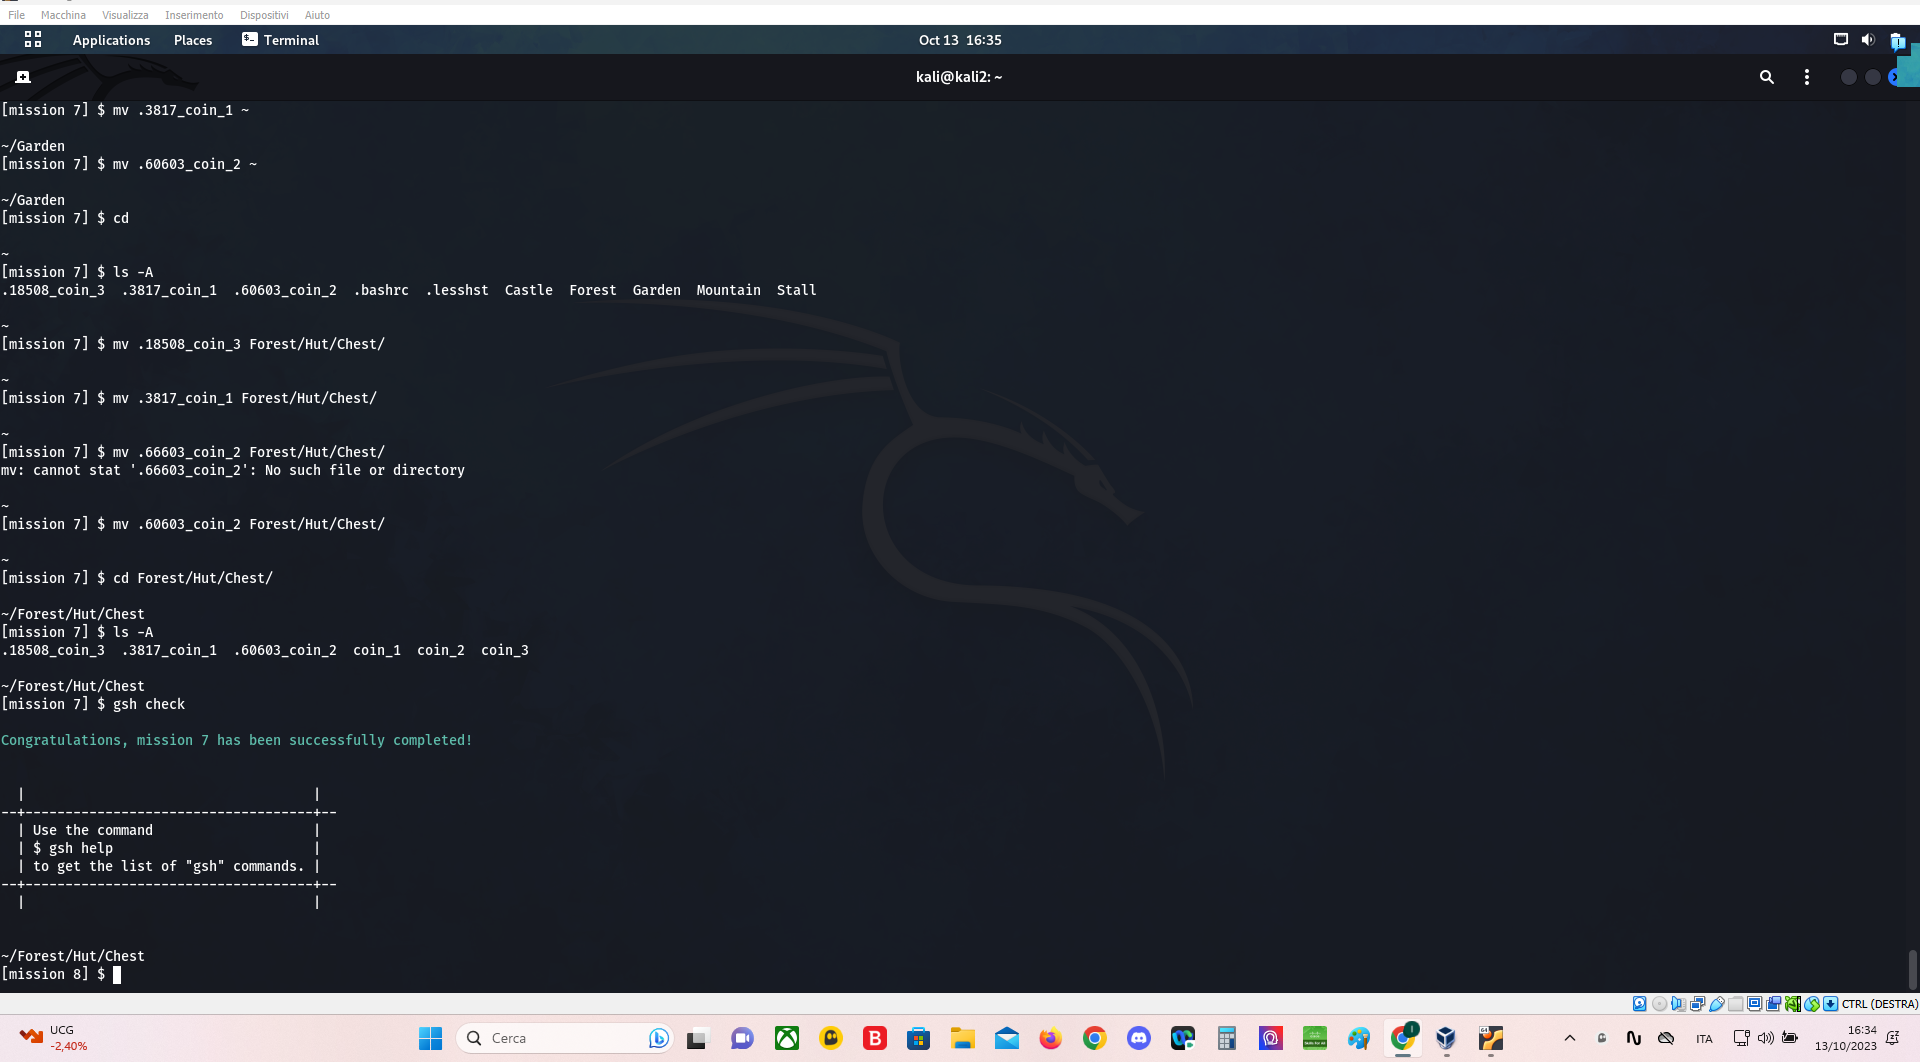 File Macchina Visualizza Inserimento Dispositivi Aiuto
Applications Places Terminal Oct 13 16:35
kali@kali2: ~
[mission 7] $ mv .3817_coin_1 ~
~/Garden
[mission 7] $ mv .60603_coin_2 ~
~/Garden
[mission 7] $ cd
~
[mission 7] $ ls -A
.18508_coin_3 .3817_coin_1 .60603_coin_2 .bashrc .lesshst Castle Forest Garden Mountain Stall
~
[mission 7] $ mv .18508_coin_3 Forest/Hut/Chest/
~
[mission 7] $ mv .3817_coin_1 Forest/Hut/Chest/
~
[mission 7] $ mv .66603_coin_2 Forest/Hut/Chest/
mv: cannot stat '.66603_coin_2': No such file or directory
~
[mission 7] $ mv .60603_coin_2 Forest/Hut/Chest/
~
[mission 7] $ cd Forest/Hut/Chest/
~/Forest/Hut/Chest
[mission 7] $ ls -A
.18508_coin_3 .3817_coin_1 .60603_coin_2 coin_1 coin_2 coin_3
~/Forest/Hut/Chest
[mission 7] $ gsh check
Congratulations, mission 7 has been successfully completed!
| |
--+------------------------------------+--
| Use the command |
| $ gsh help |
| to get the list of "gsh" commands. |
--+------------------------------------+--
| |
~/Forest/Hut/Chest
[mission 8] $
CTRL (DESTRA)
UCG
-2,40%
Cerca
ITA
16:34
13/10/2023